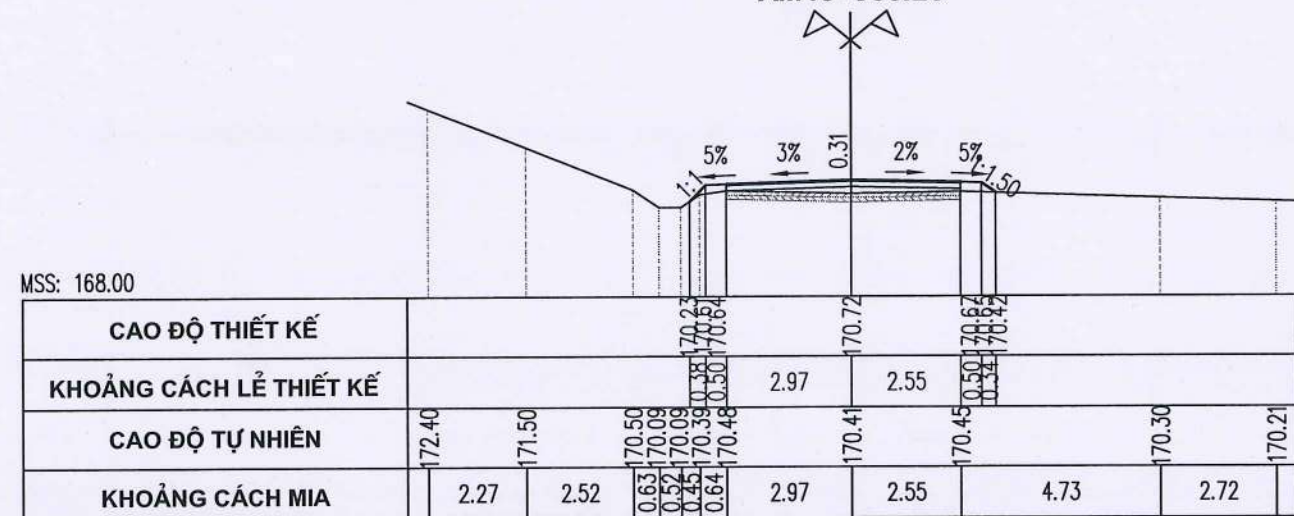 5% 3% 0.31 2% 5%
1:1 1:1.50
MSS: 168.00
CAO ĐỘ THIẾT KẾ 170.23 170.61 170.64 170.72 170.67 170.65 170.42
KHOẢNG CÁCH LẺ THIẾT KẾ 0.38 0.50 2.97 2.55 0.50 0.34
CAO ĐỘ TỰ NHIÊN 172.40 171.50 170.50 170.09 170.09 170.39 170.48 170.41 170.45 170.30 170.21
KHOẢNG CÁCH MIA 2.27 2.52 0.63 0.52 0.45 0.64 2.97 2.55 4.73 2.72